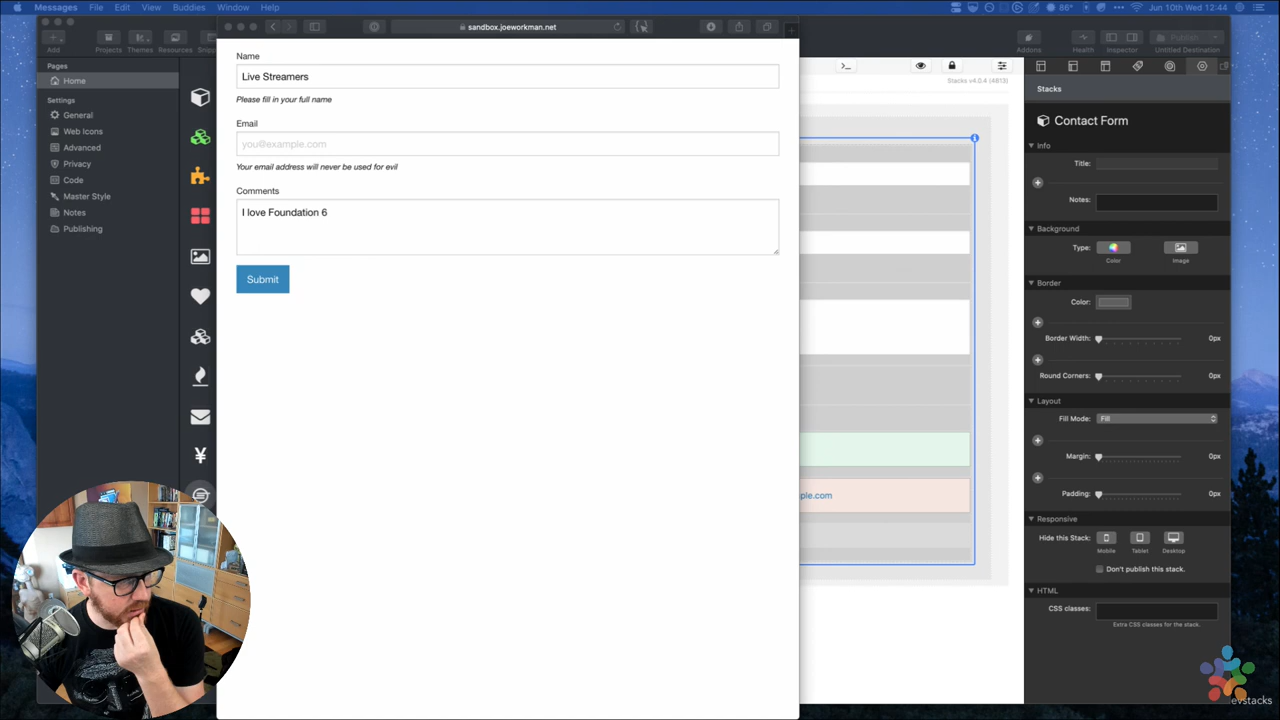 Messages File Edit View Buddies Window Help
86° Jun 10th Wed 12:44
Add Projects Themes Resources
sandbox.joeworkman.net
Addons Health Inspector Publish Untitled Destination
Pages
Home
Settings
General
Web Icons
Advanced
Privacy
Code
Master Style
Notes
Publishing
¥
Name
Live Streamers
Please fill in your full name
Email
you@example.com
Your email address will never be used for evil
Comments
I love Foundation 6
Submit
Stacks v4.0.4 (4813)
ple.com
Stacks
Contact Form
Info
Title:
Notes:
Background
Type:
Color Image
Border
Color:
Border Width: 0px
Round Corners: 0px
Layout
Fill Mode: Fill
Margin: 0px
Padding: 0px
Responsive
Hide this Stack:
Mobile Tablet Desktop
Don't publish this stack.
HTML
CSS classes:
Extra CSS classes for the stack.
evstacks